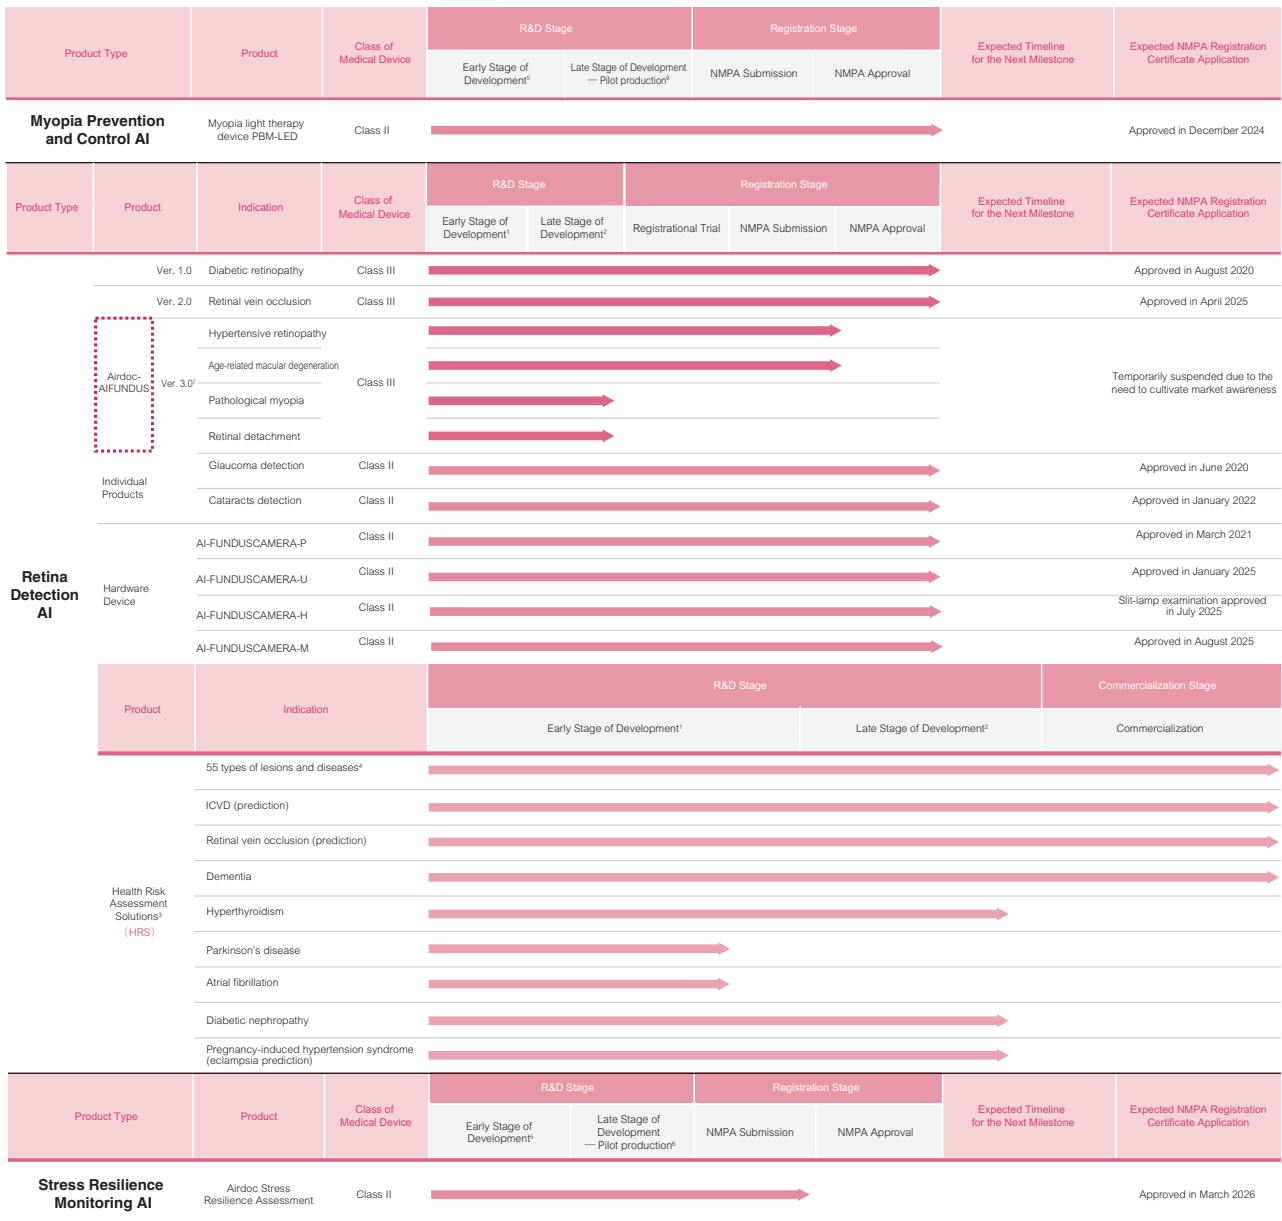 Product Type
Product
Class of
Medical Device
R&D Stage
Registration Stage
Early Stage of
Development⁵
Late Stage of Development
— Pilot production⁶
NMPA Submission
NMPA Approval
Expected Timeline
for the Next Milestone
Expected NMPA Registration
Certificate Application
Myopia Prevention
and Control AI
Myopia light therapy
device PBM-LED
Class II
Approved in December 2024
Product Type
Product
Indication
Class of
Medical Device
R&D Stage
Registration Stage
Early Stage of
Development¹
Late Stage of
Development²
Registrational Trial
NMPA Submission
NMPA Approval
Expected Timeline
for the Next Milestone
Expected NMPA Registration
Certificate Application
Retina
Detection
AI
Airdoc-
AIFUNDUS
Ver. 1.0
Diabetic retinopathy
Class III
Approved in August 2020
Ver. 2.0
Retinal vein occlusion
Class III
Approved in April 2025
Ver. 3.0⁷
Hypertensive retinopathy
Age-related macular degeneration
Pathological myopia
Retinal detachment
Class III
Temporarily suspended due to the
need to cultivate market awareness
Individual
Products
Glaucoma detection
Class II
Approved in June 2020
Cataracts detection
Class II
Approved in January 2022
Hardware
Device
AI-FUNDUSCAMERA-P
Class II
Approved in March 2021
AI-FUNDUSCAMERA-U
Class II
Approved in January 2025
AI-FUNDUSCAMERA-H
Class II
Slit-lamp examination approved
in July 2025
AI-FUNDUSCAMERA-M
Class II
Approved in August 2025
Product
Indication
R&D Stage
Commercialization Stage
Early Stage of Development¹
Late Stage of Development²
Commercialization
Health Risk
Assessment
Solutions³
（HRS）
55 types of lesions and diseases⁴
ICVD (prediction)
Retinal vein occlusion (prediction)
Dementia
Hyperthyroidism
Parkinson's disease
Atrial fibrillation
Diabetic nephropathy
Pregnancy-induced hypertension syndrome
(eclampsia prediction)
Product Type
Product
Class of
Medical Device
R&D Stage
Registration Stage
Early Stage of
Development⁵
Late Stage of
Development
— Pilot production⁶
NMPA Submission
NMPA Approval
Expected Timeline
for the Next Milestone
Expected NMPA Registration
Certificate Application
Stress Resilience
Monitoring AI
Airdoc Stress
Resilience Assessment
Class II
Approved in March 2026